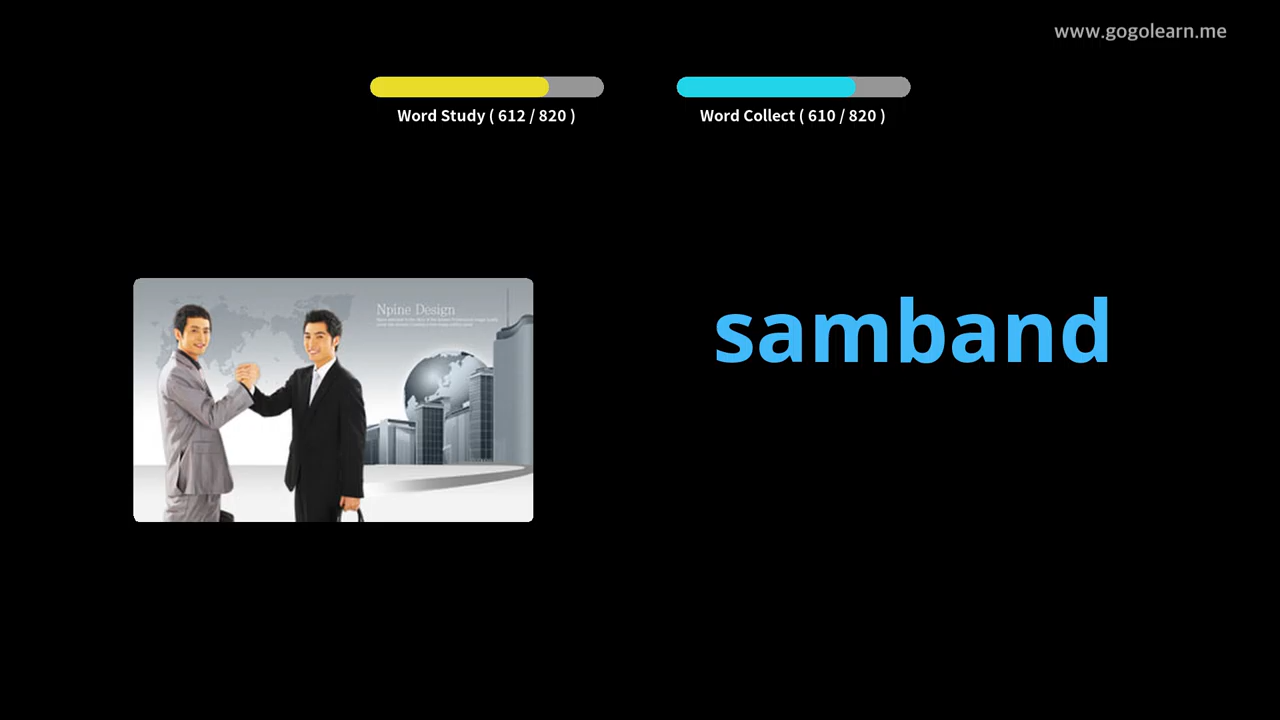 www.gogolearn.me
Word Study ( 612 / 820 )
Word Collect ( 610 / 820 )
Npine Design
samband